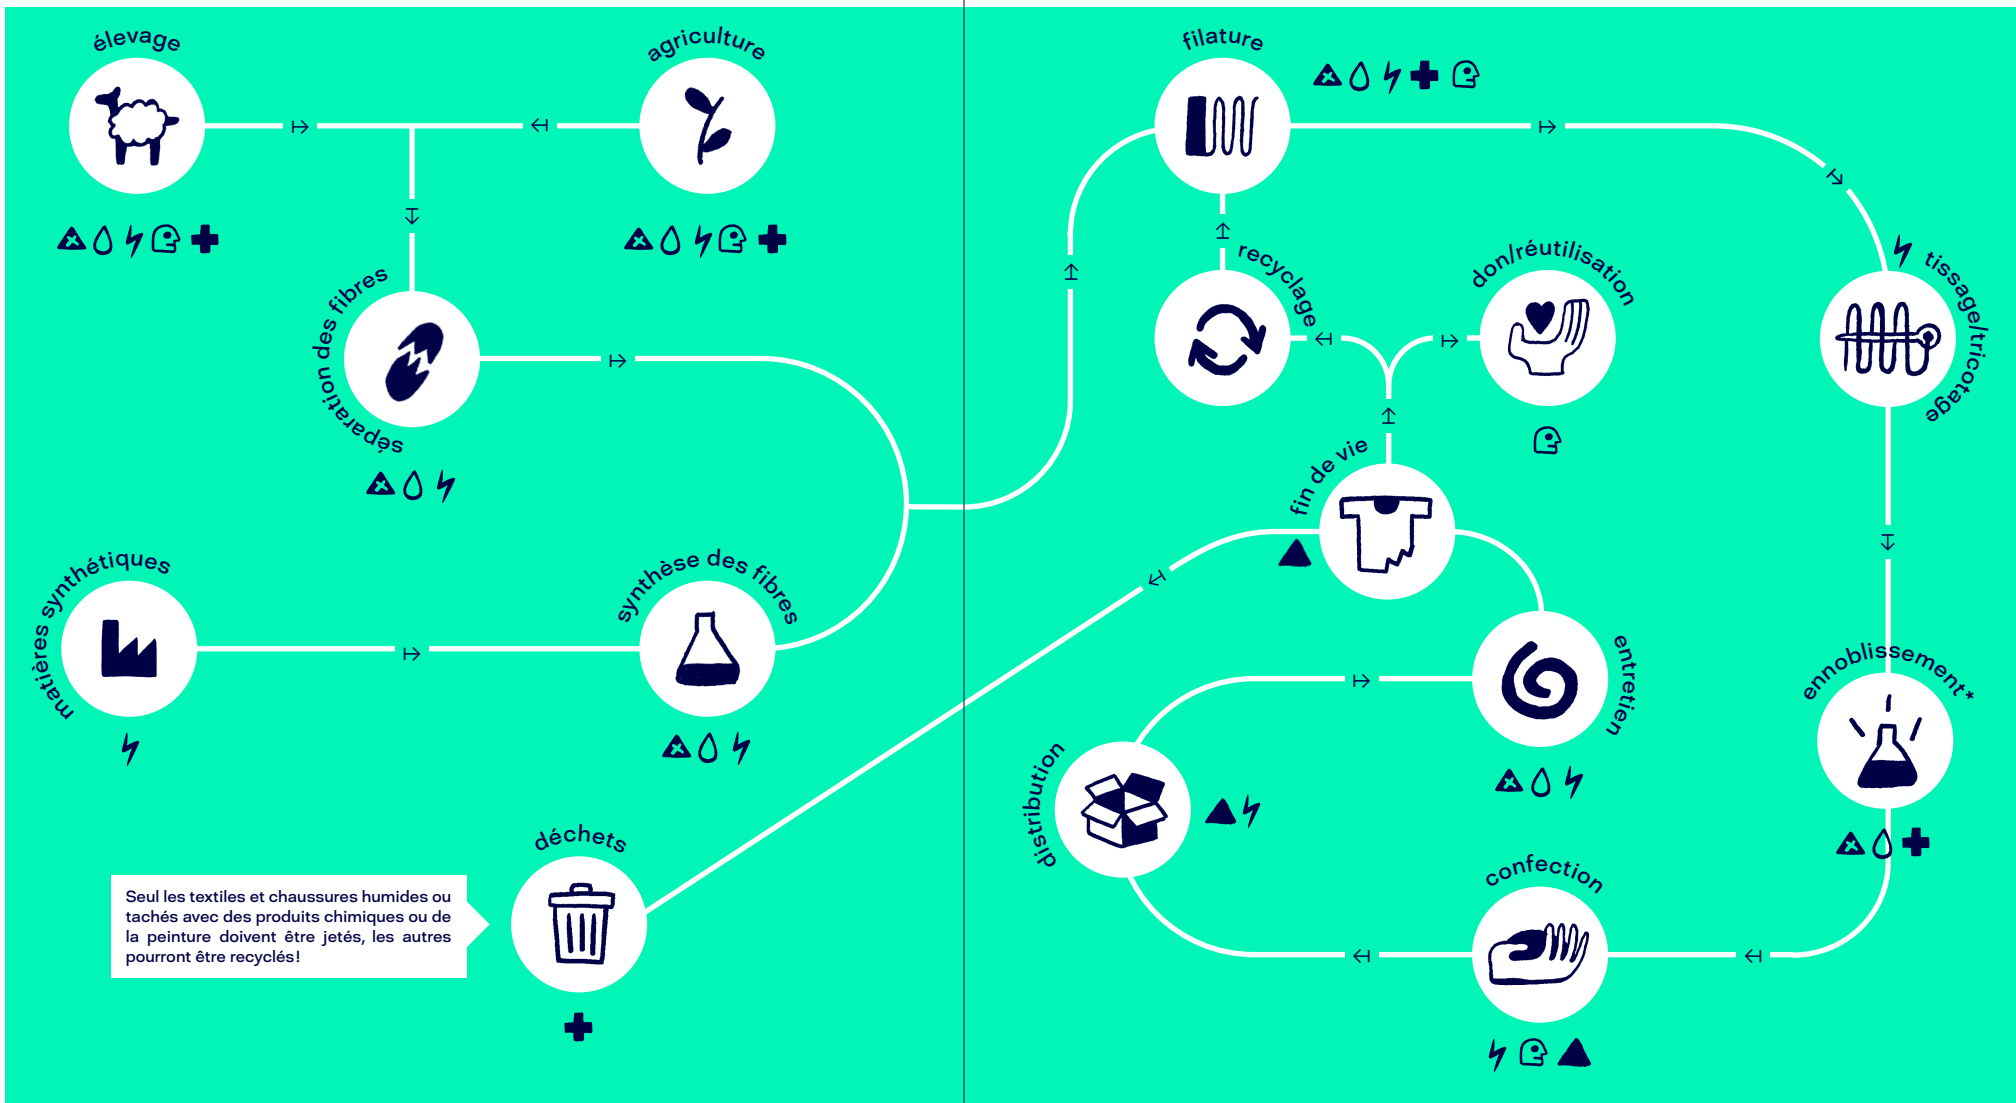 élevage
agriculture
séparation des fibres
matières synthétiques
synthèse des fibres
déchets
Seul les textiles et chaussures humides ou
tachés avec des produits chimiques ou de
la peinture doivent être jetés, les autres
pourront être recyclés!
filature
recyclage
don/réutilisation
tissage/tricotage
fin de vie
entretien
ennoblissement*
distribution
confection